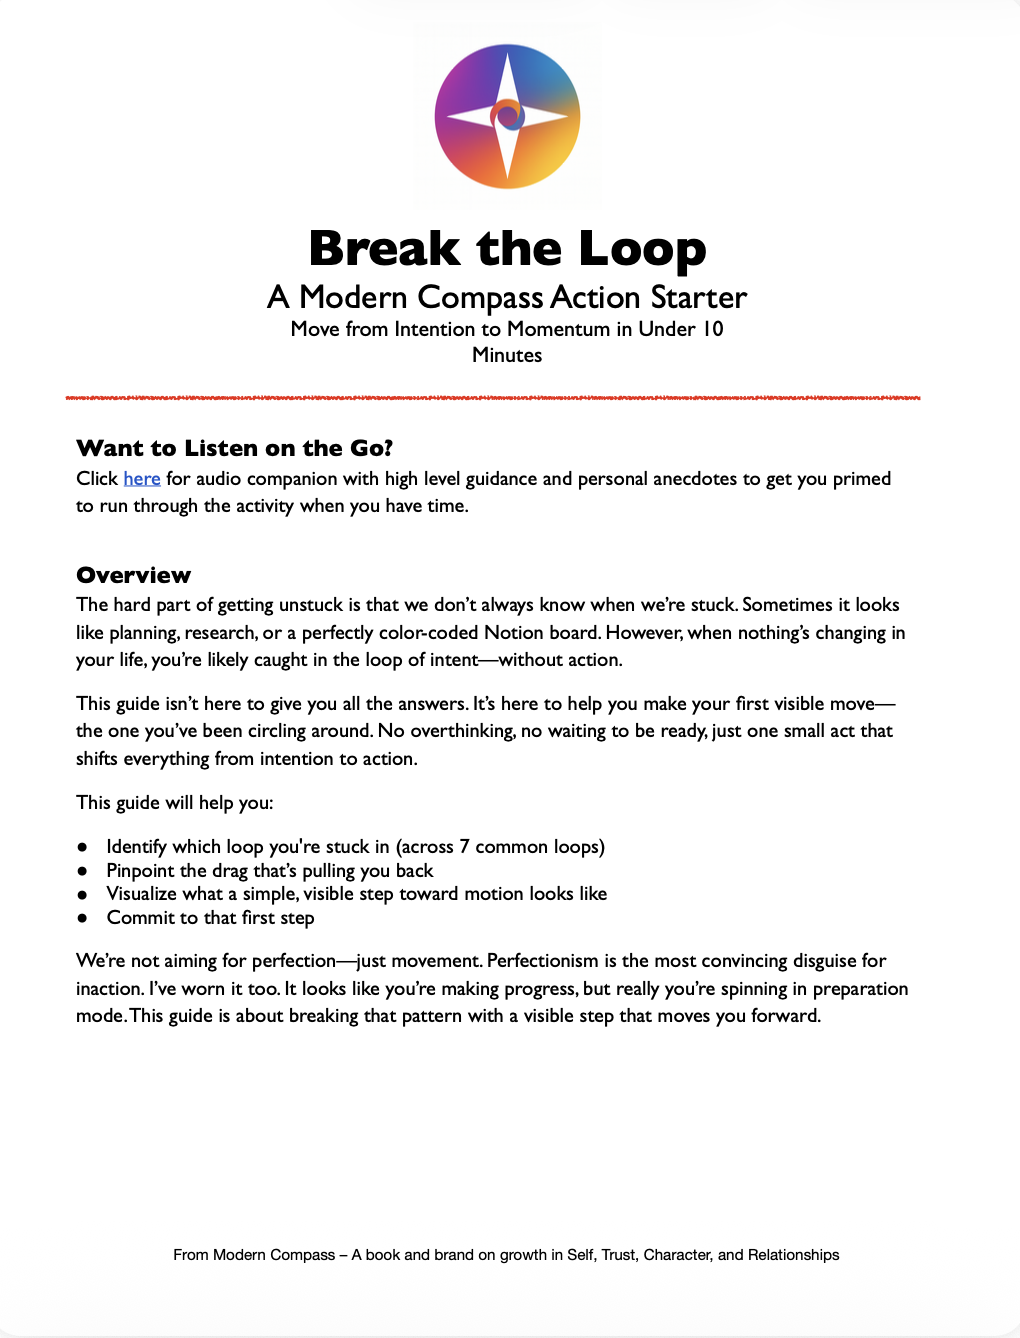 Break the Loop
A Modern Compass Action Starter
Move from Intention to Momentum in Under 10
Minutes
Want to Listen on the Go?
Click here for audio companion with high level guidance and personal anecdotes to get you primed
to run through the activity when you have time.
Overview
The hard part of getting unstuck is that we don’t always know when we’re stuck. Sometimes it looks
like planning, research, or a perfectly color-coded Notion board. However, when nothing’s changing in
your life, you’re likely caught in the loop of intent—without action.
This guide isn’t here to give you all the answers. It’s here to help you make your first visible move—
the one you’ve been circling around. No overthinking, no waiting to be ready, just one small act that
shifts everything from intention to action.
This guide will help you:
● Identify which loop you're stuck in (across 7 common loops)
● Pinpoint the drag that’s pulling you back
● Visualize what a simple, visible step toward motion looks like
● Commit to that first step
We’re not aiming for perfection—just movement. Perfectionism is the most convincing disguise for
inaction. I’ve worn it too. It looks like you’re making progress, but really you’re spinning in preparation
mode. This guide is about breaking that pattern with a visible step that moves you forward.
From Modern Compass – A book and brand on growth in Self, Trust, Character, and Relationships